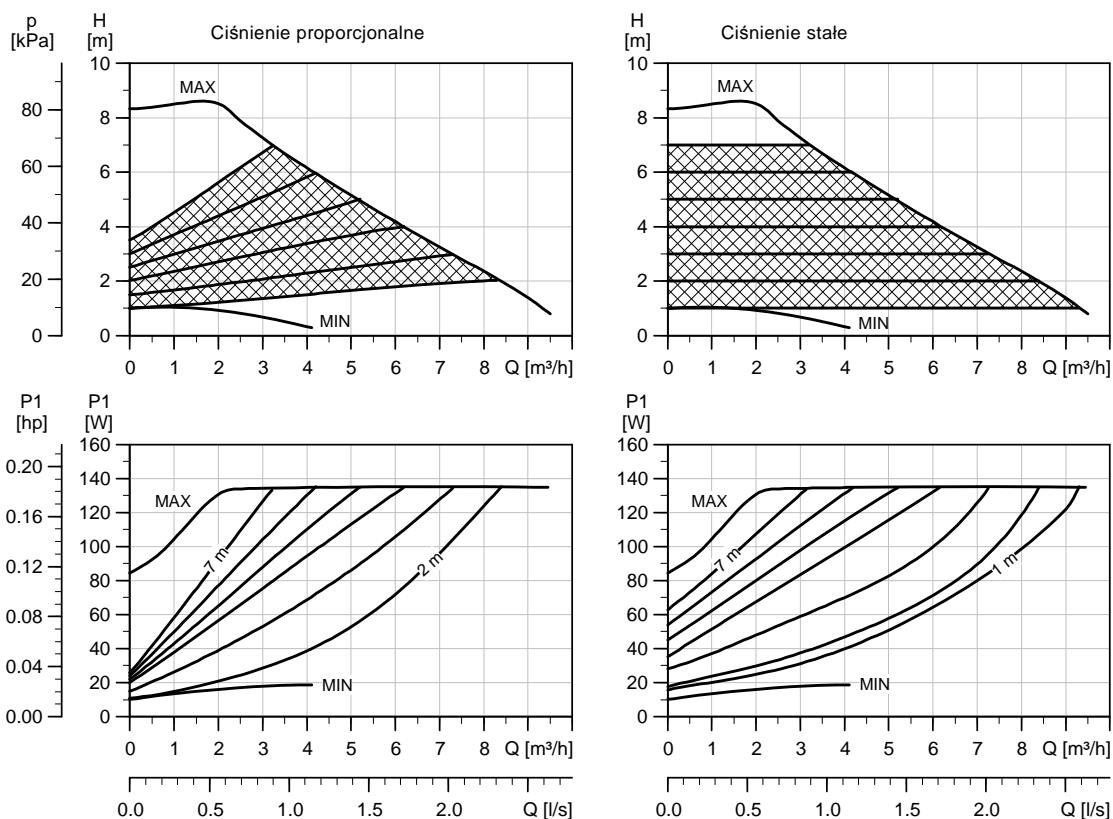 p
[kPa]
H
[m]
Ciśnienie proporcjonalne
H
[m]
Ciśnienie stałe
10
8
6
4
2
0
80
60
40
20
0
MAX
MIN
0 1 2 3 4 5 6 7 8 Q [m³/h]
10
8
6
4
2
0
MAX
MIN
0 1 2 3 4 5 6 7 8 Q [m³/h]
P1
[hp]
P1
[W]
P1
[W]
0.20
0.16
0.12
0.08
0.04
0.00
160
140
120
100
80
60
40
20
0
MAX
7 m
2 m
MIN
0 1 2 3 4 5 6 7 8 Q [m³/h]
0.0 0.5 1.0 1.5 2.0 Q [l/s]
160
140
120
100
80
60
40
20
0
MAX
7 m
1 m
MIN
0 1 2 3 4 5 6 7 8 Q [m³/h]
0.0 0.5 1.0 1.5 2.0 Q [l/s]